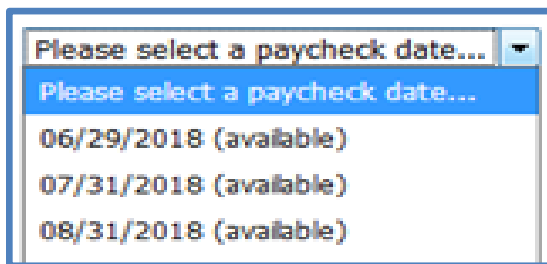 Please select a paycheck date...
Please select a paycheck date...
06/29/2018 (available)
07/31/2018 (available)
08/31/2018 (available)